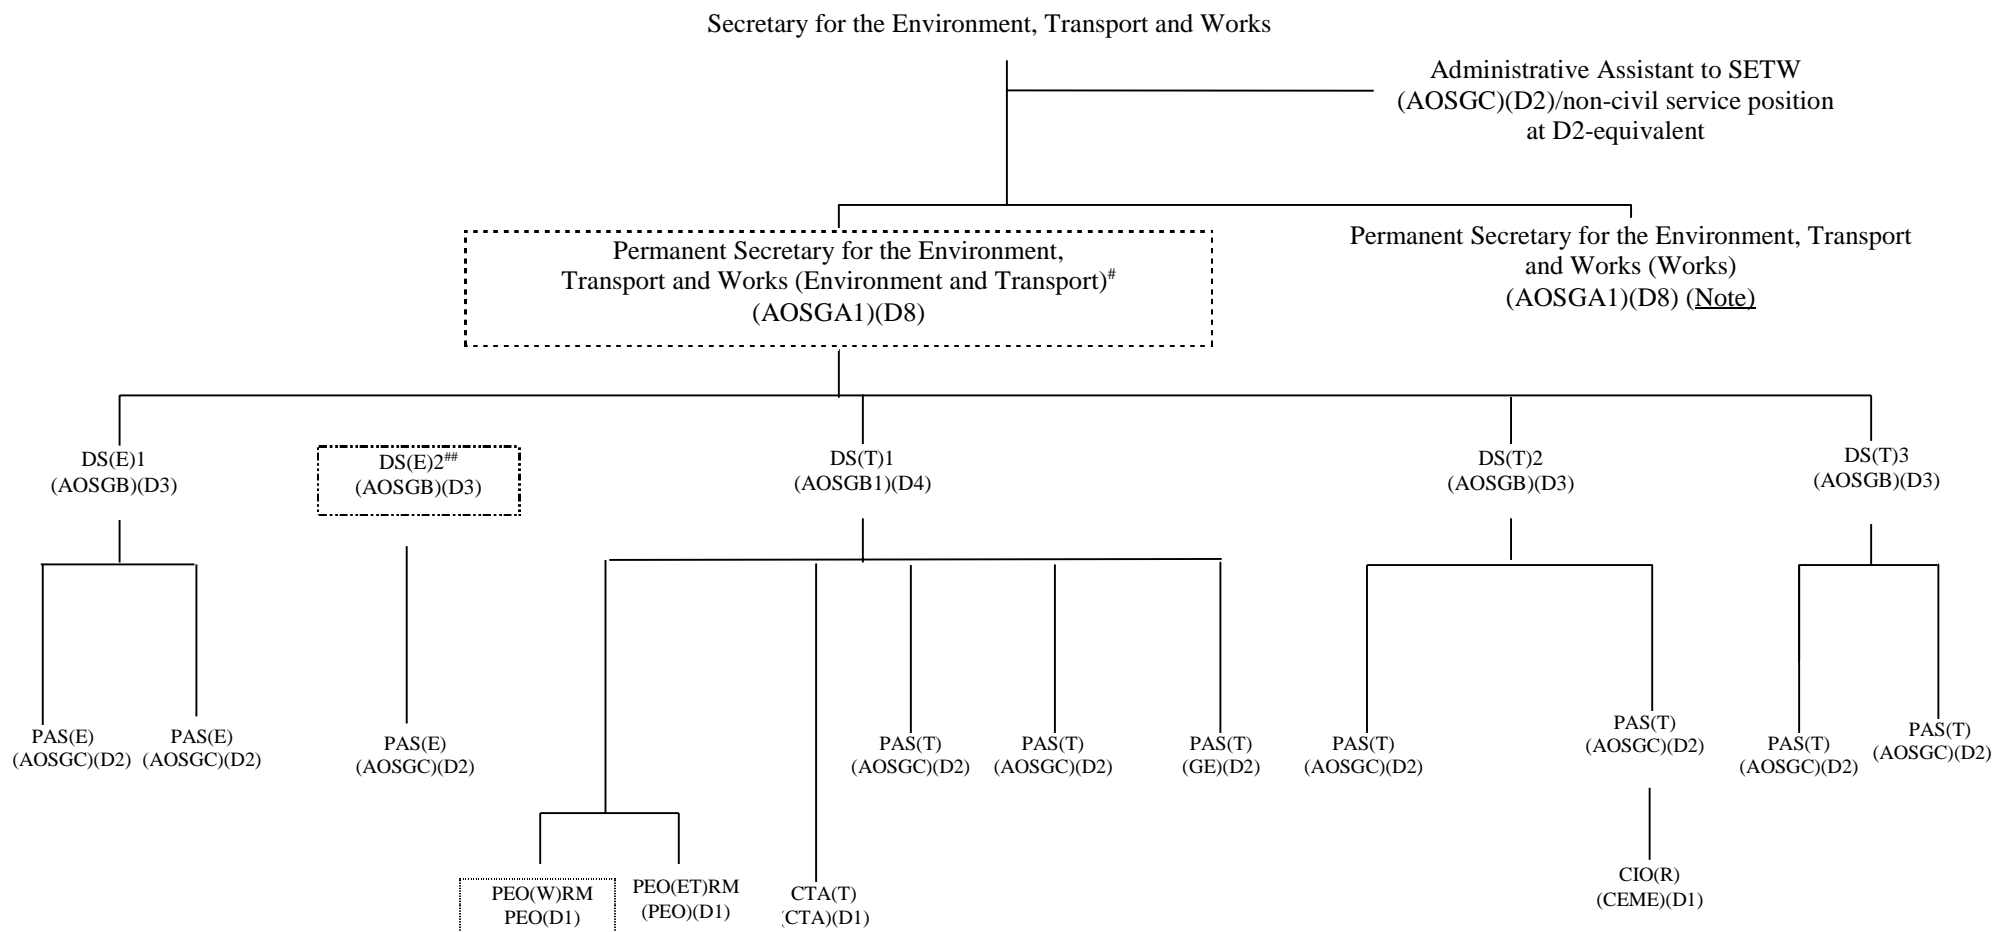 Secretary for the Environment, Transport and Works
Administrative Assistant to SETW
(AOSGC)(D2)/non-civil service position
at D2-equivalent
Permanent Secretary for the Environment,
Transport and Works (Environment and Transport)#
(AOSGA1)(D8)
Permanent Secretary for the Environment, Transport
and Works (Works)
(AOSGA1)(D8) (Note)
DS(E)1
(AOSGB)(D3)
DS(E)2##
(AOSGB)(D3)
DS(T)1
(AOSGB1)(D4)
DS(T)2
(AOSGB)(D3)
DS(T)3
(AOSGB)(D3)
PAS(E)
(AOSGC)(D2)
PAS(E)
(AOSGC)(D2)
PAS(E)
(AOSGC)(D2)
PAS(T)
(AOSGC)(D2)
PAS(T)
(AOSGC)(D2)
PAS(T)
(GE)(D2)
PAS(T)
(AOSGC)(D2)
PAS(T)
(AOSGC)(D2)
PAS(T)
(AOSGC)(D2)
PAS(T)
(AOSGC)(D2)
PEO(W)RM
PEO(D1)
PEO(ET)RM
(PEO)(D1)
CTA(T)
(CTA)(D1)
CIO(R)
(CEME)(D1)